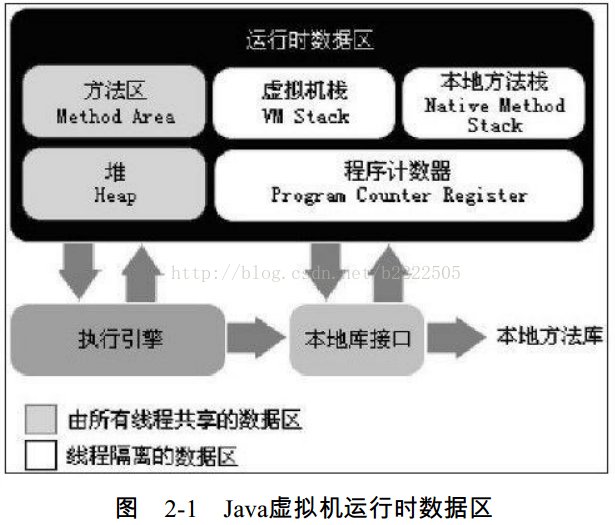 运行时数据区
方法区
Method Area
虚拟机栈
VM Stack
本地方法栈
Native Method
Stack
堆
Heap
程序计数器
Program Counter Register
http://blog.csdn.net/b2222505
执行引擎
本地库接口
本地方法库
由所有线程共享的数据区
线程隔离的数据区
图 2-1 Java虚拟机运行时数据区